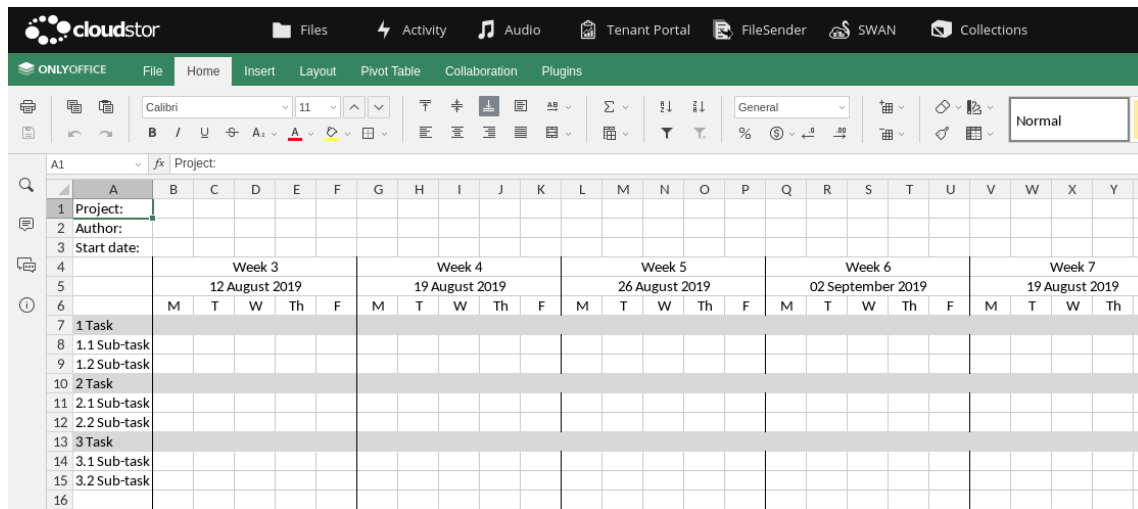 cloudstor Files Activity Audio Tenant Portal FileSender SWAN Collections
ONLYOFFICE File Home Insert Layout Pivot Table Collaboration Plugins
Calibri 11 General
Normal
A1 fx Project:
A B C D E F G H I J K L M N O P Q R S T U V W X Y
1 Project:
2 Author:
3 Start date:
4 Week 3 Week 4 Week 5 Week 6 Week 7
5 12 August 2019 19 August 2019 26 August 2019 02 September 2019 19 August 2019
6 M T W Th F M T W Th F M T W Th F M T W Th F M T W Th
7 1 Task
8 1.1 Sub-task
9 1.2 Sub-task
10 2 Task
11 2.1 Sub-task
12 2.2 Sub-task
13 3 Task
14 3.1 Sub-task
15 3.2 Sub-task
16